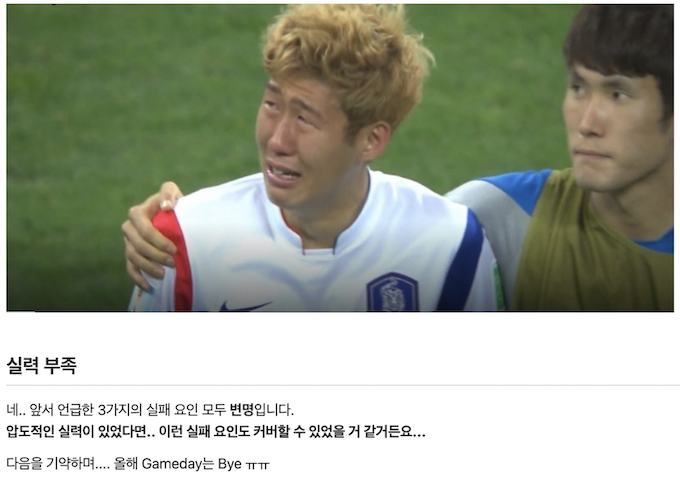 실력 부족
네.. 앞서 언급한 3가지의 실패 요인 모두 변명입니다.
압도적인 실력이 있었다면.. 이런 실패 요인도 커버할 수 있었을 거 같거든요...
다음을 기약하며.... 올해 Gameday는 Bye ㅠㅠ